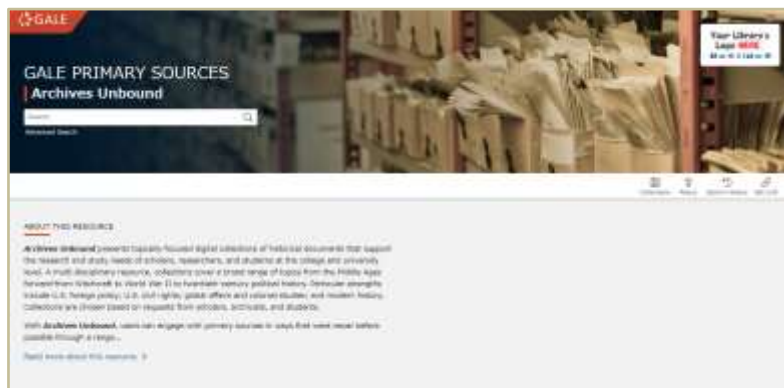 GALE
Your Library's
Logo HERE
GALE PRIMARY SOURCES
Archives Unbound
Search
Advanced Search
ABOUT THIS RESOURCE
Archives Unbound presents topically-focused digital collections of historical documents that support
the research and study needs of scholars, researchers, and students at the college and university
level. A multi-disciplinary resource, collections cover a broad range of topics from the Middle Ages
forward-from Witchcraft to World War II to twentieth-century political history. Particular strengths
include U.S. foreign policy; U.S. civil rights; global affairs and colonial studies; and modern history.
Collections are chosen based on requests from scholars, archivists, and students.
With Archives Unbound, users can engage with primary sources in ways that were never before
possible through a range...
Read more about this resource